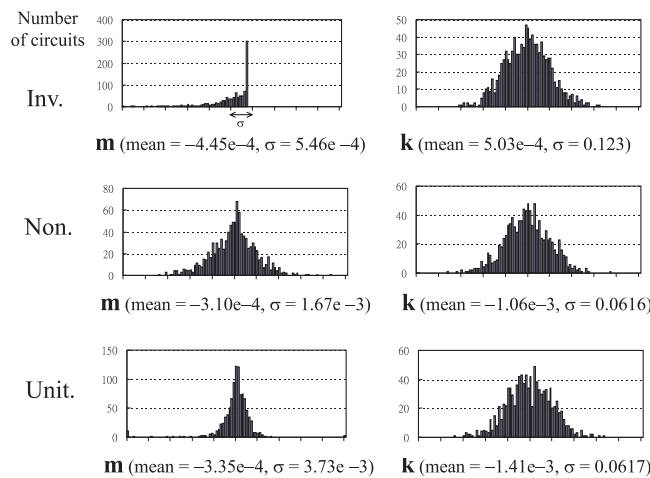 Number
of circuits
Inv.
400
300
200
100
0
σ
m (mean = –4.45e–4, σ = 5.46e –4)
50
40
30
20
10
0
k (mean = 5.03e–4, σ = 0.123)
Non.
80
60
40
20
0
m (mean = –3.10e–4, σ = 1.67e –3)
60
40
20
0
k (mean = –1.06e–3, σ = 0.0616)
Unit.
150
100
50
0
m (mean = –3.35e–4, σ = 3.73e –3)
60
40
20
0
k (mean = –1.41e–3, σ = 0.0617)